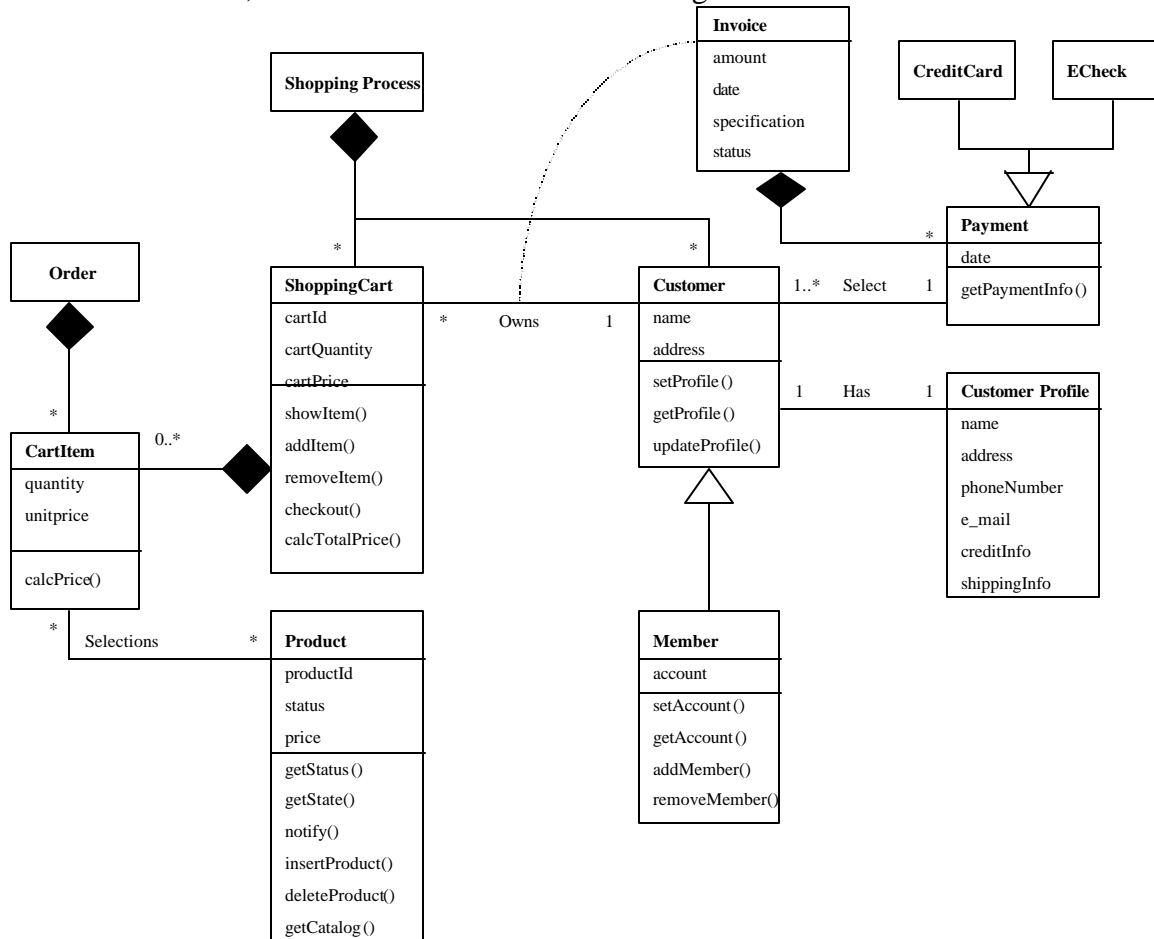 Invoice
amount
date
specification
status
CreditCard
ECheck
Shopping Process
Payment
date
getPaymentInfo()
Order
*
*
*
ShoppingCart
cartId
cartQuantity
cartPrice
showItem()
addItem()
removeItem()
checkout()
calcTotalPrice()
* Owns 1
Customer
name
address
setProfile()
getProfile()
updateProfile()
1..* Select 1
1 Has 1
Customer Profile
name
address
phoneNumber
e_mail
creditInfo
shippingInfo
*
0..*
CartItem
quantity
unitprice
calcPrice()
* Selections *
Product
productId
status
price
getStatus()
getState()
notify()
insertProduct()
deleteProduct()
getCatalog()
Member
account
setAccount()
getAccount()
addMember()
removeMember()